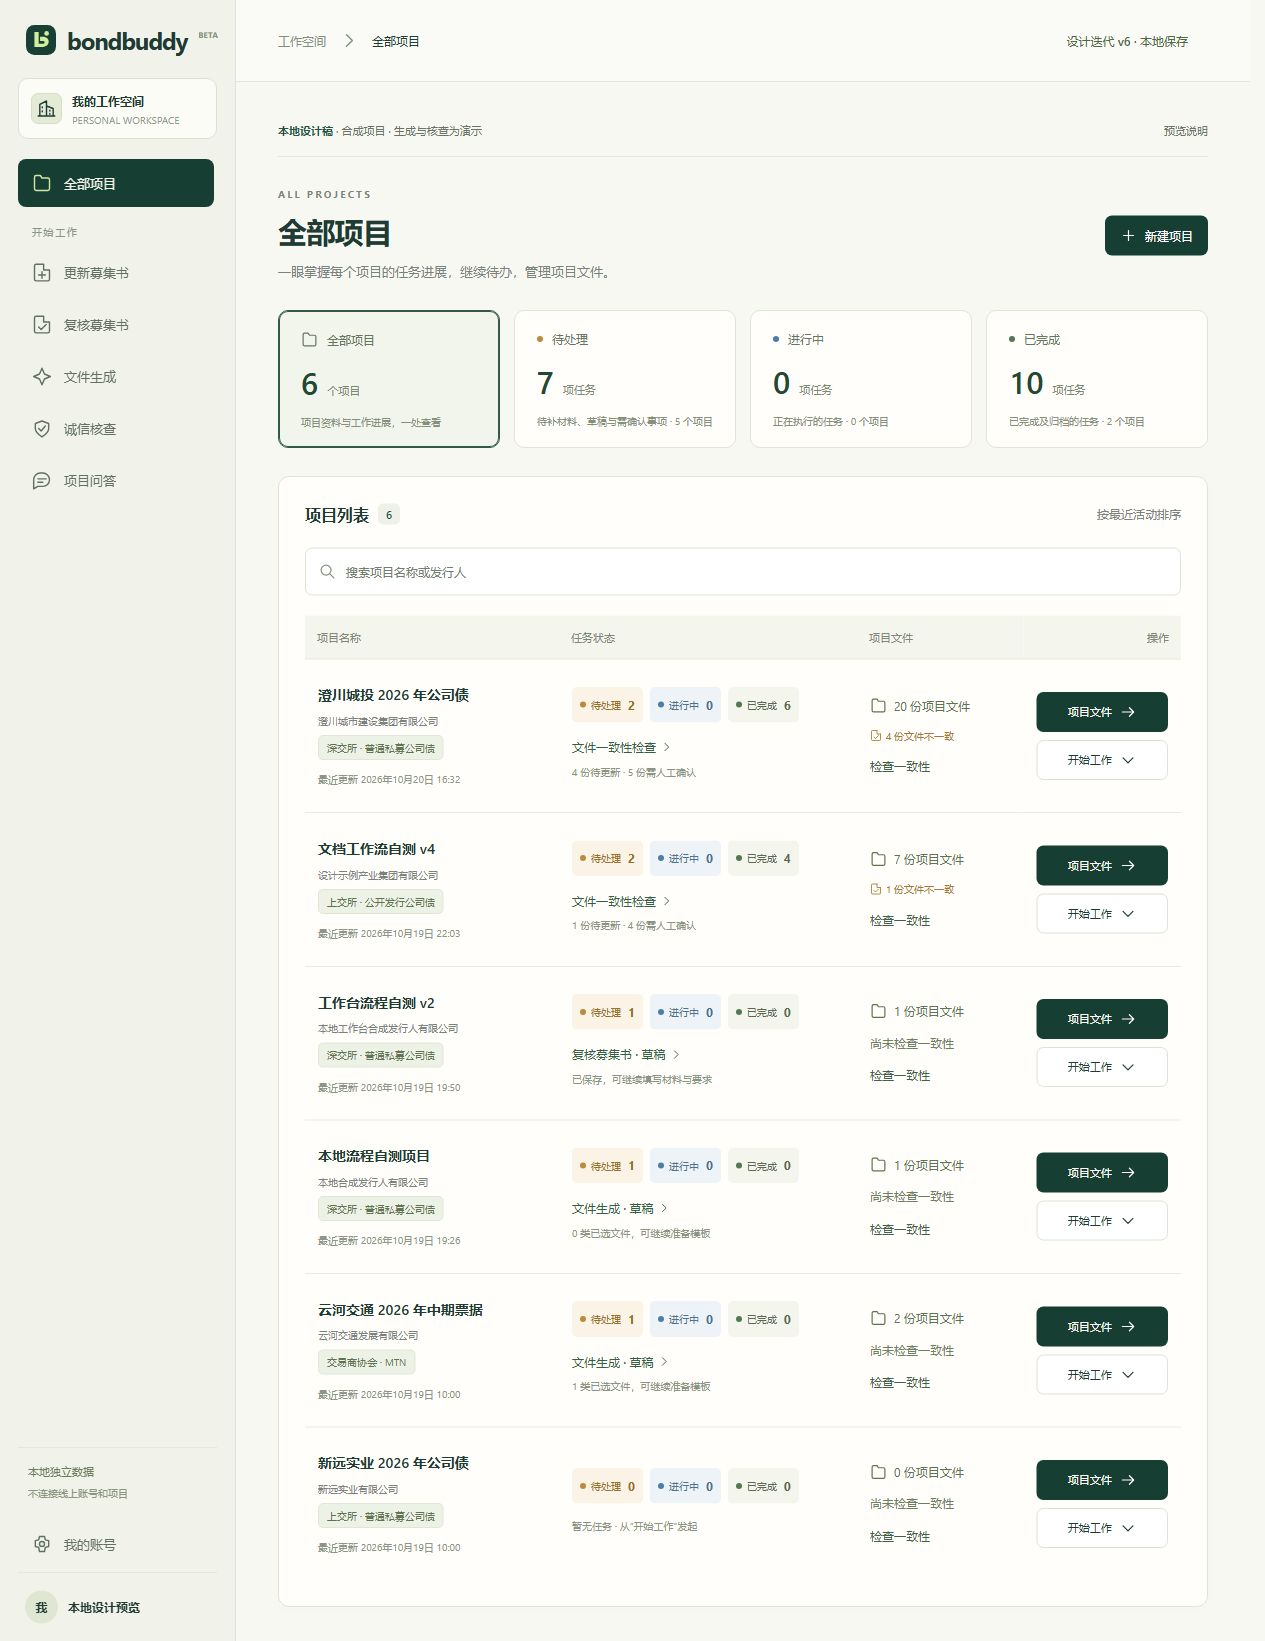 bondbuddy BETA
我的工作空间
PERSONAL WORKSPACE
全部项目
开始工作
更新募集书
复核募集书
文件生成
诚信核查
项目问答
本地独立数据
不连接线上账号和项目
我的账号
我 本地设计预览
工作空间 全部项目
设计迭代 v6 · 本地保存
本地设计稿 · 合成项目 · 生成与核查为演示
预览说明
ALL PROJECTS
全部项目
一眼掌握每个项目的任务进展，继续待办，管理项目文件。
新建项目
全部项目
6 个项目
项目资料与工作进展，一处查看
待处理
7 项任务
待补材料、草稿与需确认事项 · 5 个项目
进行中
0 项任务
正在执行的任务 · 0 个项目
已完成
10 项任务
已完成及归档的任务 · 2 个项目
项目列表 6
按最近活动排序
搜索项目名称或发行人
项目名称 任务状态 项目文件 操作
澄川城投 2026 年公司债
澄川城市建设集团有限公司
深交所 · 普通私募公司债
最近更新 2026年10月20日 16:32
待处理 2 进行中 0 已完成 6
文件一致性检查
4 份待更新 · 5 份需人工确认
20 份项目文件
4 份文件不一致
检查一致性
项目文件
开始工作
文档工作流自测 v4
设计示例产业集团有限公司
上交所 · 公开发行公司债
最近更新 2026年10月19日 22:03
待处理 2 进行中 0 已完成 4
文件一致性检查
1 份待更新 · 4 份需人工确认
7 份项目文件
1 份文件不一致
检查一致性
项目文件
开始工作
工作台流程自测 v2
本地工作台合成发行人有限公司
深交所 · 普通私募公司债
最近更新 2026年10月19日 19:50
待处理 1 进行中 0 已完成 0
复核募集书 · 草稿
已保存，可继续填写材料与要求
1 份项目文件
尚未检查一致性
检查一致性
项目文件
开始工作
本地流程自测项目
本地合成发行人有限公司
深交所 · 普通私募公司债
最近更新 2026年10月19日 19:26
待处理 1 进行中 0 已完成 0
文件生成 · 草稿
0 类已选文件，可继续准备模板
1 份项目文件
尚未检查一致性
检查一致性
项目文件
开始工作
云河交通 2026 年中期票据
云河交通发展有限公司
交易商协会 · MTN
最近更新 2026年10月19日 10:00
待处理 1 进行中 0 已完成 0
文件生成 · 草稿
1 类已选文件，可继续准备模板
2 份项目文件
尚未检查一致性
检查一致性
项目文件
开始工作
新远实业 2026 年公司债
新远实业有限公司
上交所 · 普通私募公司债
最近更新 2026年10月19日 10:00
待处理 0 进行中 0 已完成 0
暂无任务 · 从“开始工作”发起
0 份项目文件
尚未检查一致性
检查一致性
项目文件
开始工作